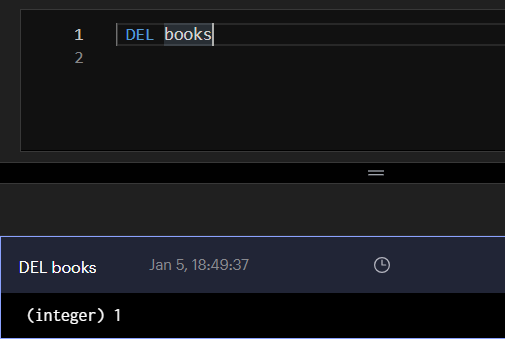 1 DEL books
2
DEL books Jan 5, 18:49:37
(integer) 1